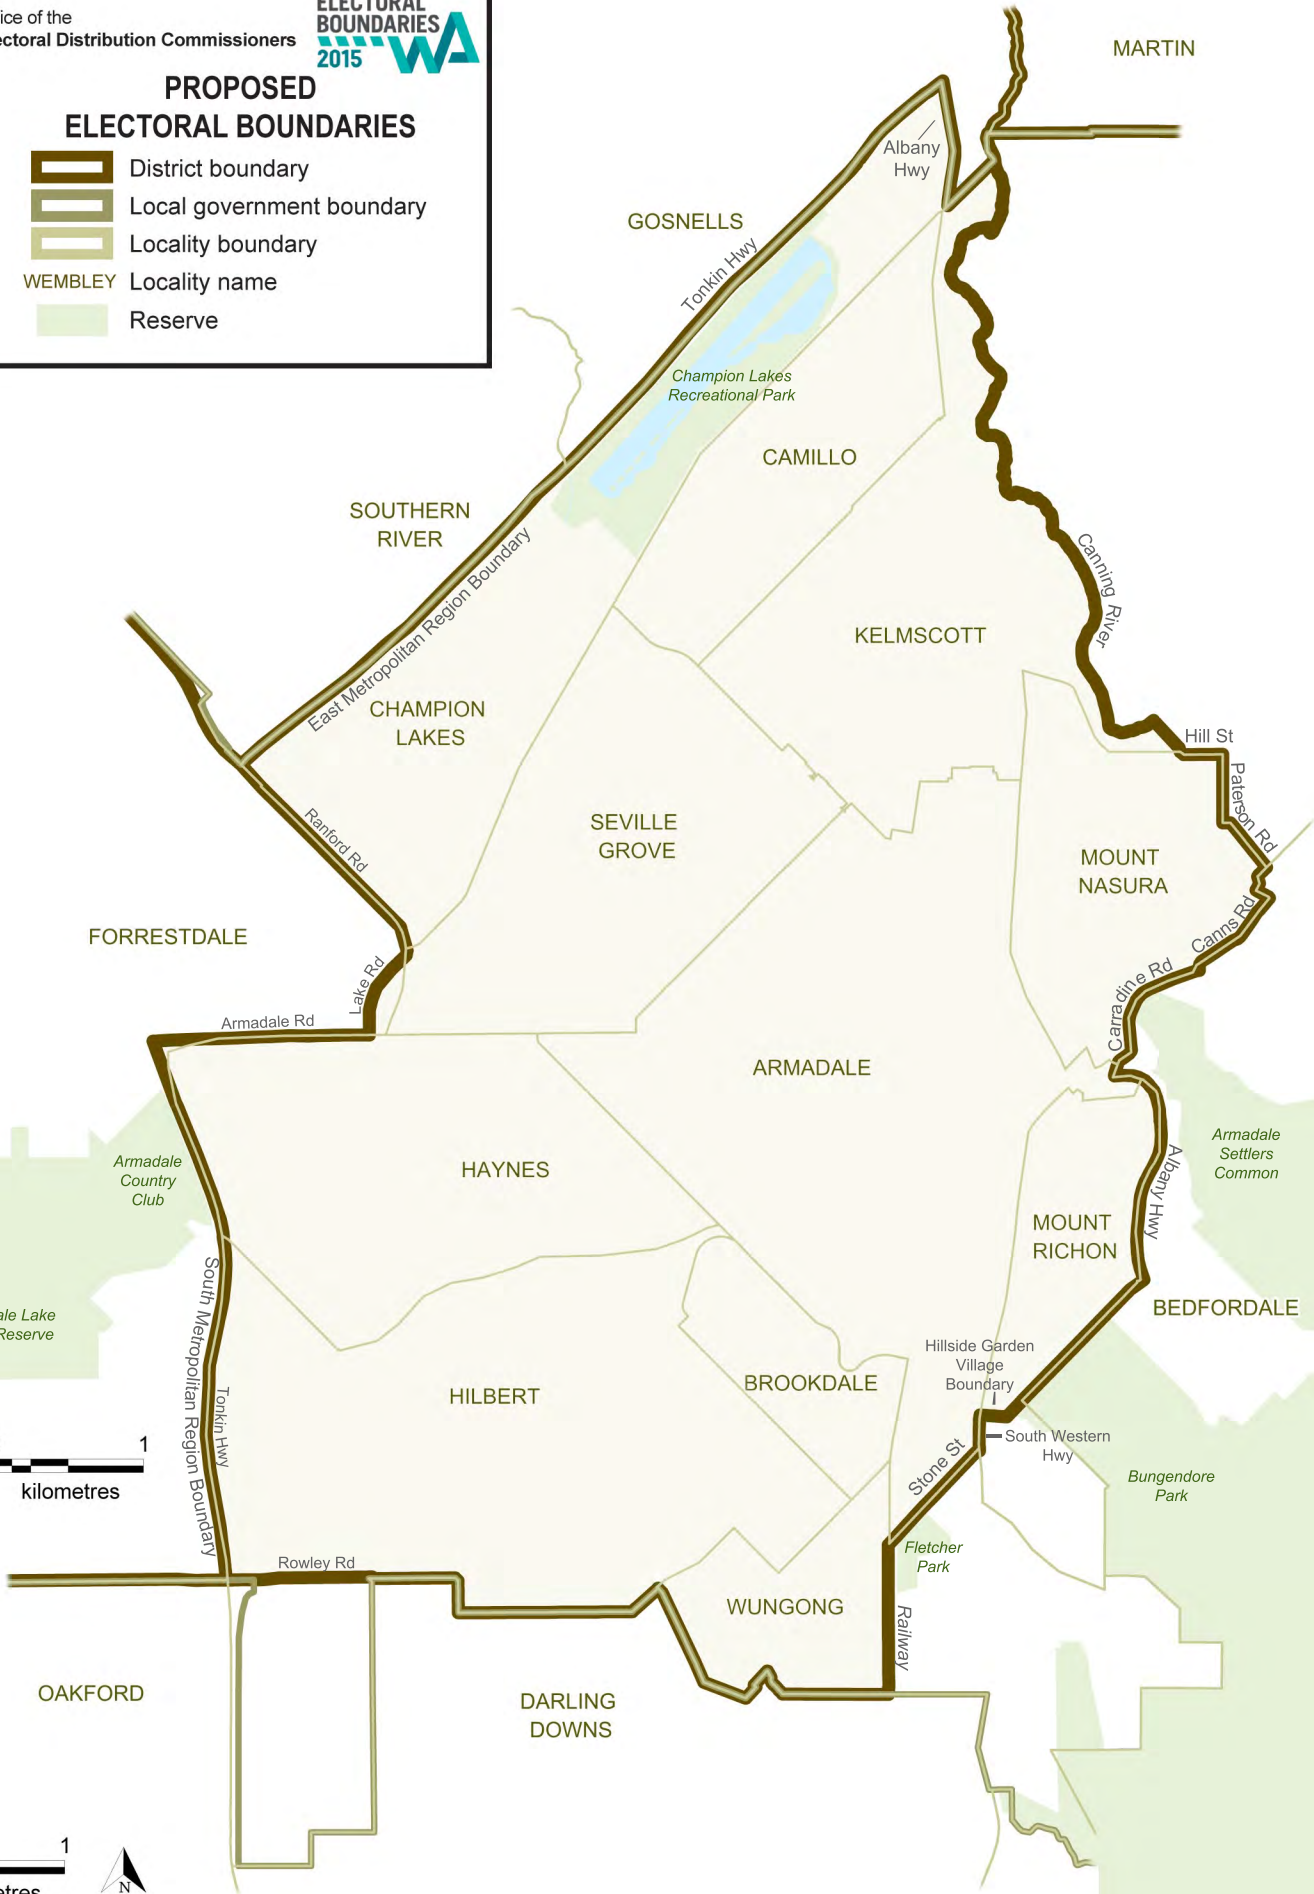 ice of the
ectoral Distribution Commissioners
ELECTORAL
BOUNDARIES
2015 WA
PROPOSED
ELECTORAL BOUNDARIES
District boundary
Local government boundary
Locality boundary
WEMBLEY Locality name
Reserve
MARTIN
Albany
Hwy
GOSNELLS
Tonkin Hwy
Champion Lakes
Recreational Park
CAMILLO
SOUTHERN
RIVER
East Metropolitan Region Boundary
Canning River
KELMSCOTT
CHAMPION
LAKES
Hill St
Paterson Rd
Ranford Rd
SEVILLE
GROVE
MOUNT
NASURA
FORRESTDALE
Canns Rd
Lake Rd
Carradine Rd
Armadale Rd
ARMADALE
Armadale
Settlers
Common
Armadale
Country
Club
HAYNES
Albany Hwy
MOUNT
RICHON
South Metropolitan Region Boundary
BEDFORDALE
ale Lake
Reserve
Hillside Garden
Village
Boundary
BROOKDALE
HILBERT
Tonkin Hwy
South Western
Hwy
1
kilometres
Stone St
Bungendore
Park
Fletcher
Park
Rowley Rd
WUNGONG
Railway
OAKFORD
DARLING
DOWNS
1
etres
N